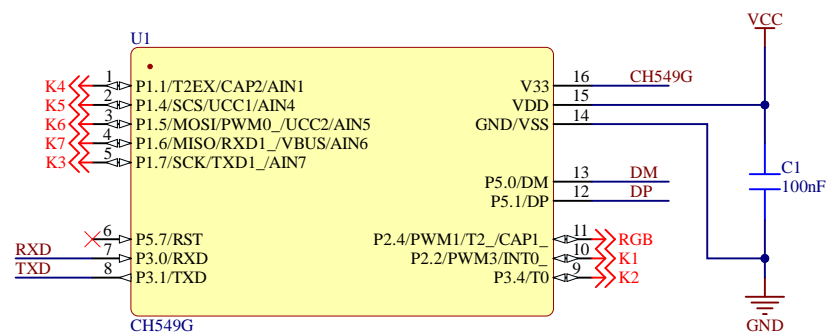 U1
VCC
K4 1 P1.1/T2EX/CAP2/AIN1 V33 16 CH549G
K5 2 P1.4/SCS/UCC1/AIN4 VDD 15
K6 3 P1.5/MOSI/PWM0_/UCC2/AIN5 GND/VSS 14
K7 4 P1.6/MISO/RXD1_/VBUS/AIN6
K3 5 P1.7/SCK/TXD1_/AIN7
C1
P5.0/DM 13 DM
100nF
P5.1/DP 12 DP
6 P5.7/RST P2.4/PWM1/T2_/CAP1_ 11 RGB
RXD 7 P3.0/RXD P2.2/PWM3/INT0_ 10 K1
TXD 8 P3.1/TXD P3.4/T0 9 K2
CH549G
GND